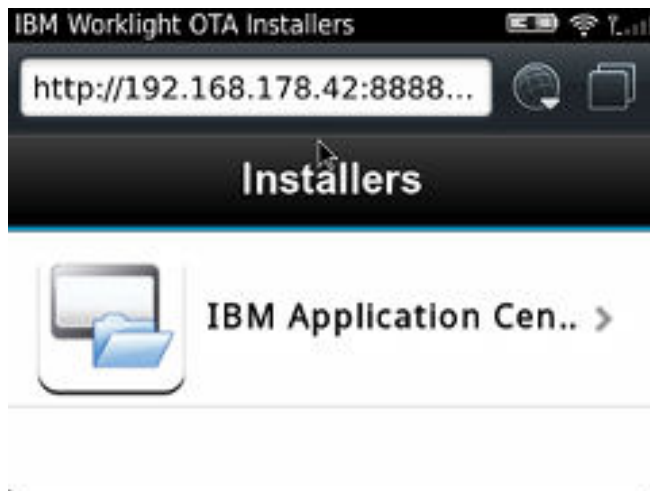 IBM Worklight OTA Installers
http://192.168.178.42:8888...
Installers
IBM Application Cen..